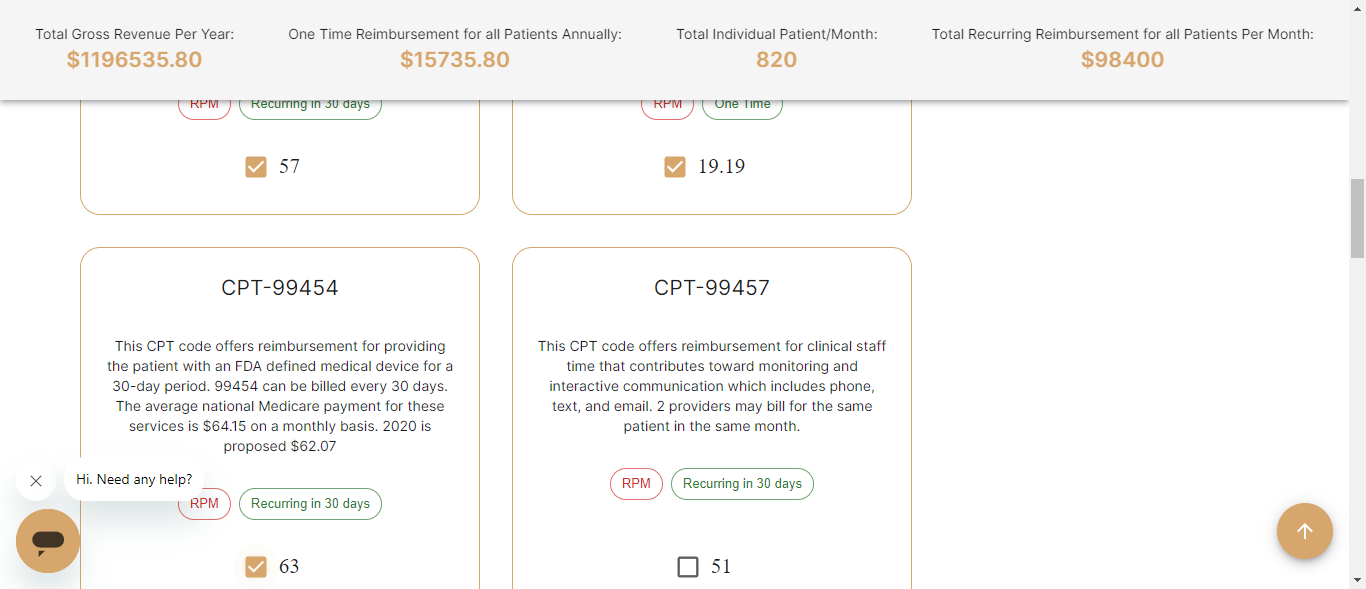 Total Gross Revenue Per Year:
$1196535.80
One Time Reimbursement for all Patients Annually:
$15735.80
Total Individual Patient/Month:
820
Total Recurring Reimbursement for all Patients Per Month:
$98400
RPM
Recurring in 30 days
57
RPM
One Time
19.19
CPT-99454
This CPT code offers reimbursement for providing
the patient with an FDA defined medical device for a
30-day period. 99454 can be billed every 30 days.
The average national Medicare payment for these
services is $64.15 on a monthly basis. 2020 is
proposed $62.07
RPM
Recurring in 30 days
63
CPT-99457
This CPT code offers reimbursement for clinical staff
time that contributes toward monitoring and
interactive communication which includes phone,
text, and email. 2 providers may bill for the same
patient in the same month.
RPM
Recurring in 30 days
51
Hi. Need any help?